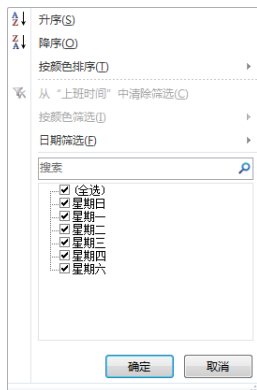 升序(S)
降序(O)
按颜色排序(T)
从“上班时间”中清除筛选(C)
按颜色筛选(I)
日期筛选(F)
搜索
(全选)
星期日
星期一
星期二
星期三
星期四
星期六
确定
取消